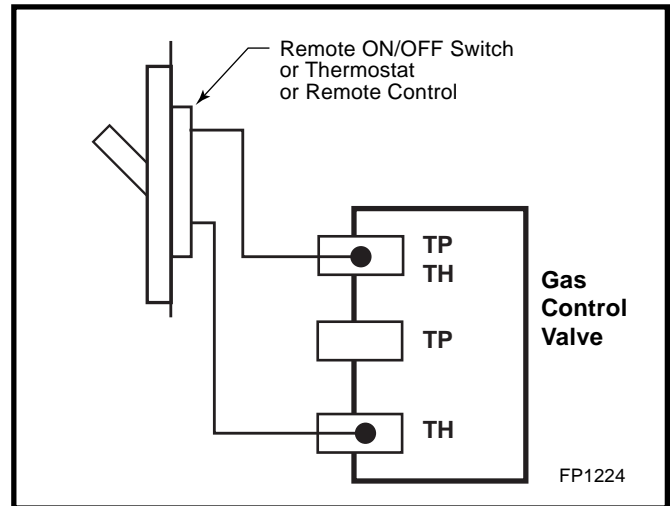 Remote ON/OFF Switch
or Thermostat
or Remote Control
TP
TH
Gas
Control
Valve
TP
TH
FP1224